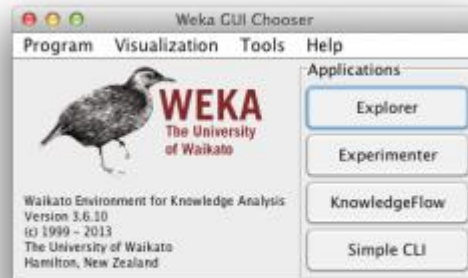 Weka GUI Chooser
Program Visualization Tools Help
WEKA
The University
of Waikato
Waikato Environment for Knowledge Analysis
Version 3.6.10
(c) 1999 - 2013
The University of Waikato
Hamilton, New Zealand
Applications
Explorer
Experimenter
KnowledgeFlow
Simple CLI